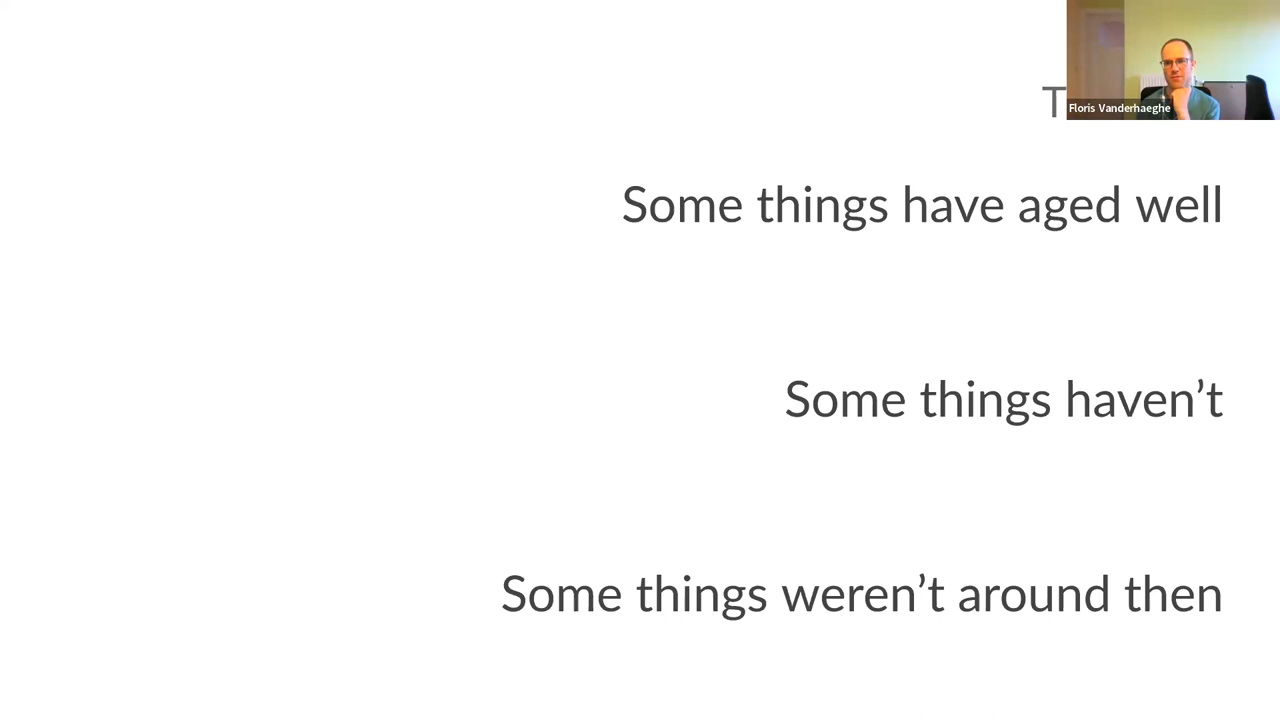 Floris Vanderhaeghe
Some things have aged well
Some things haven’t
Some things weren’t around then